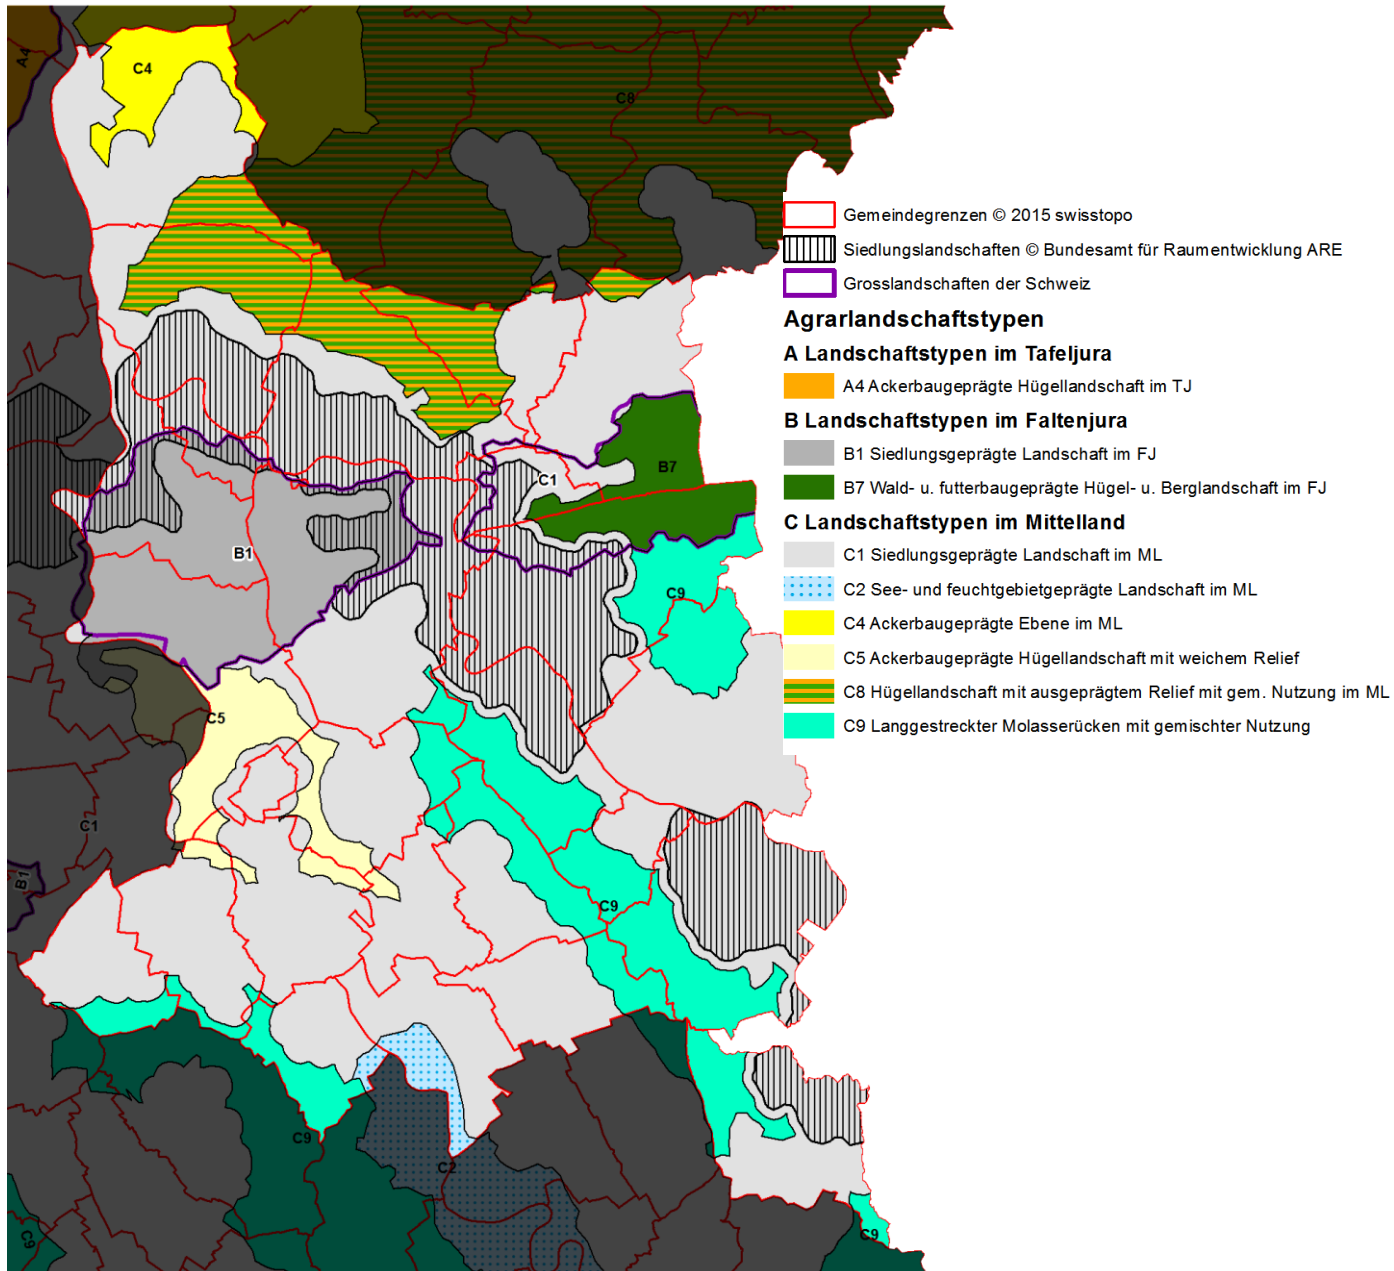 C4
A4
C8
Gemeindegrenzen © 2015 swisstopo
Siedlungslandschaften © Bundesamt für Raumentwicklung ARE
Grosslandschaften der Schweiz
Agrarlandschaftstypen
A Landschaftstypen im Tafeljura
A4 Ackerbaugeprägte Hügellandschaft im TJ
B Landschaftstypen im Faltenjura
B1 Siedlungsgeprägte Landschaft im FJ
B7 Wald- u. futterbaugeprägte Hügel- u. Berglandschaft im FJ
C Landschaftstypen im Mittelland
C1 Siedlungsgeprägte Landschaft im ML
C2 See- und feuchtgebietgeprägte Landschaft im ML
C4 Ackerbaugeprägte Ebene im ML
C5 Ackerbaugeprägte Hügellandschaft mit weichem Relief
C8 Hügellandschaft mit ausgeprägtem Relief mit gem. Nutzung im ML
C9 Langgestreckter Molasserücken mit gemischter Nutzung
B7
C1
B1
C9
C5
C1
B1
C9
C9
C2
C9
C9